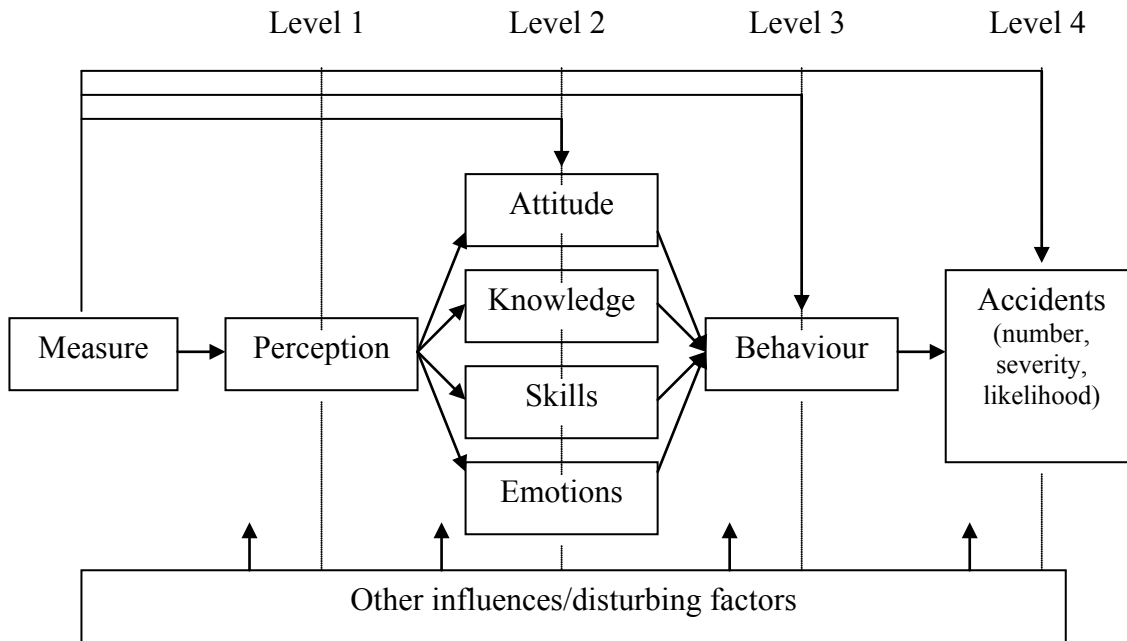 Level 1 Level 2 Level 3 Level 4
Attitude
Knowledge
Measure
Perception
Skills
Emotions
Behaviour
Accidents
(number,
severity,
likelihood)
Other influences/disturbing factors